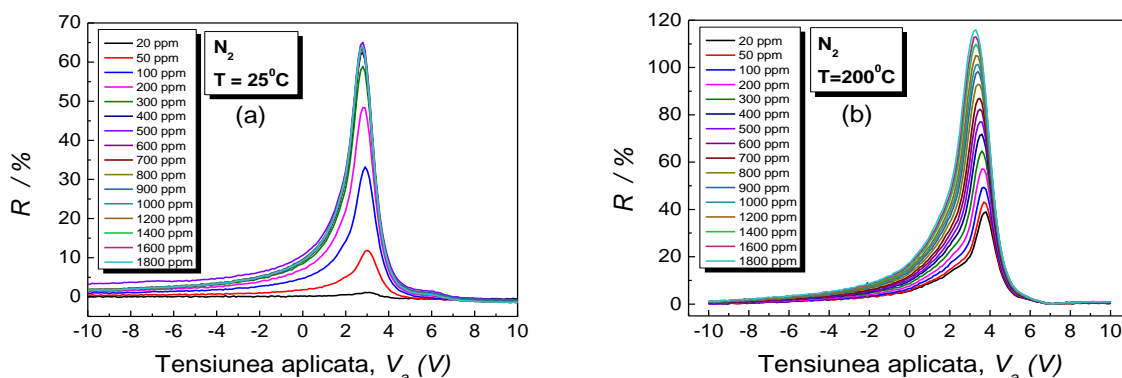 70
60
50
40
30
20
10
0
R / %
20 ppm
50 ppm
100 ppm
200 ppm
300 ppm
400 ppm
500 ppm
600 ppm
700 ppm
800 ppm
900 ppm
1000 ppm
1200 ppm
1400 ppm
1600 ppm
1800 ppm
N2
T = 25⁰C
(a)
-10 -8 -6 -4 -2 0 2 4 6 8 10
Tensiunea aplicata, Va (V)
120
100
80
60
40
20
0
R / %
20 ppm
50 ppm
100 ppm
200 ppm
300 ppm
400 ppm
500 ppm
600 ppm
700 ppm
800 ppm
900 ppm
1000 ppm
1200 ppm
1400 ppm
1600 ppm
1800 ppm
N2
T=200⁰C
(b)
-10 -8 -6 -4 -2 0 2 4 6 8 10
Tensiunea aplicata, Va (V)